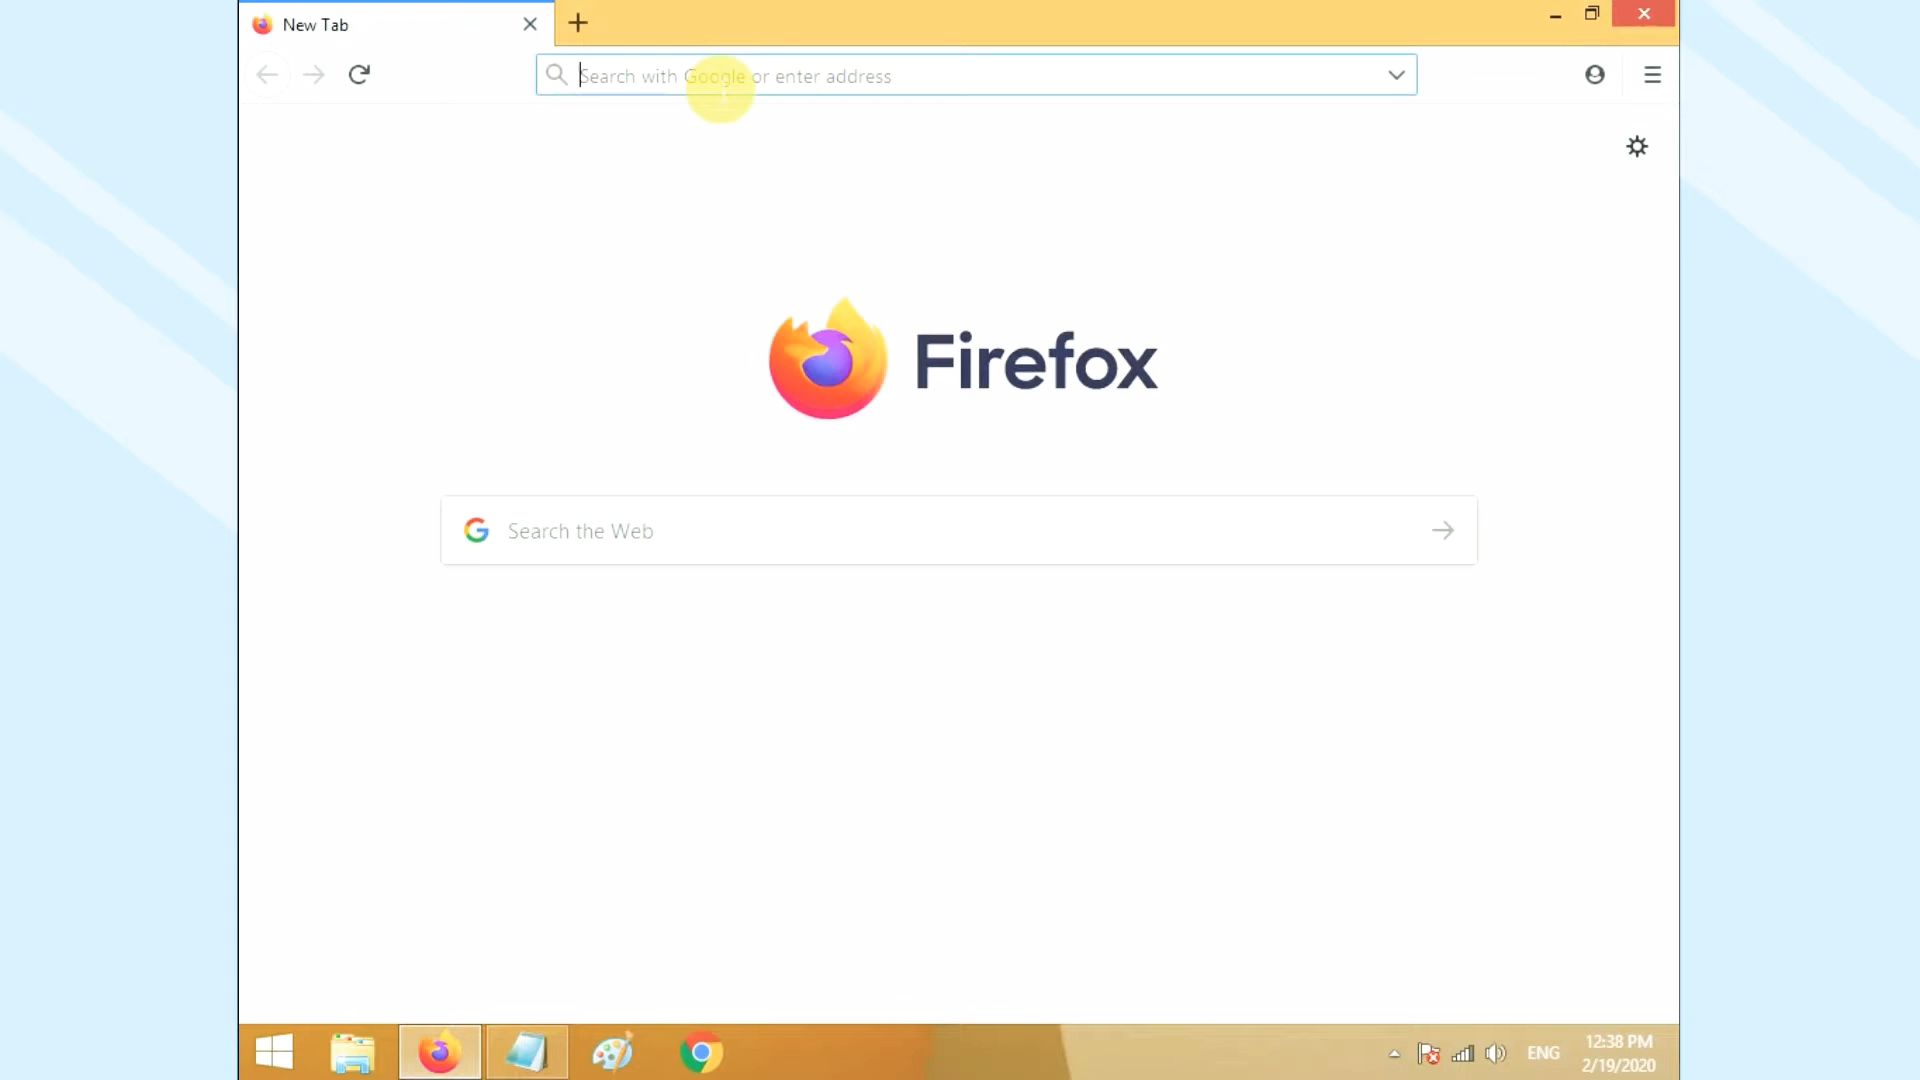 New Tab
Search with Google or enter address
Firefox
Search the Web
ENG
12:38 PM
2/19/2020